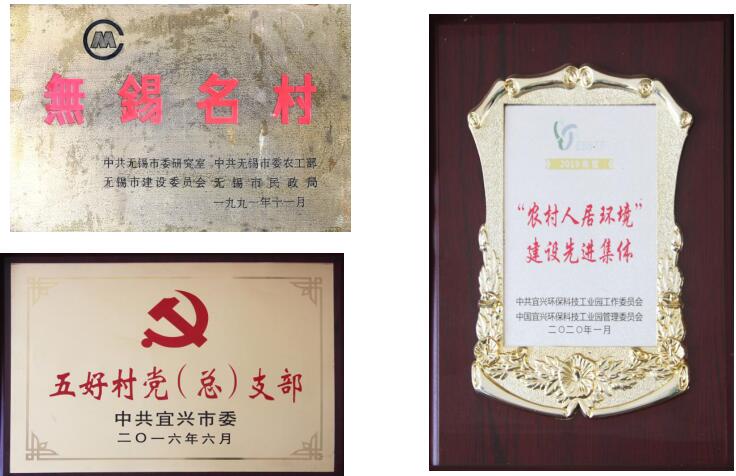 無錫名村
中共无锡市委研究室 中共无锡市委农工部
无锡市建设委员会 无锡市民政局
一九九一年十一月
五好村党（总）支部
中共宜兴市委
二〇一六年六月
2019年度
“农村人居环境”
建设先进集体
中共宜兴环保科技工业园工作委员会
中国宜兴环保科技工业园管理委员会
二〇二〇年一月